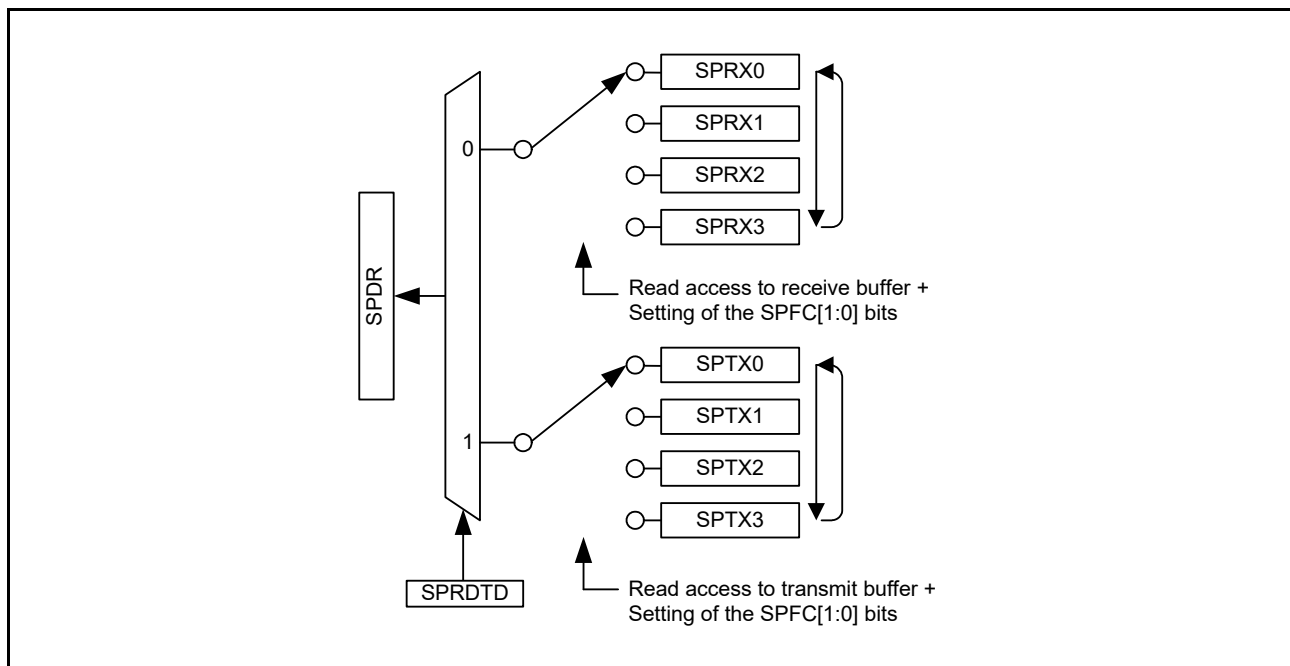 SPRX0
SPRX1
0
SPRX2
SPRX3
SPDR
Read access to receive buffer +
Setting of the SPFC[1:0] bits
SPTX0
SPTX1
1
SPTX2
SPTX3
SPRDTD
Read access to transmit buffer +
Setting of the SPFC[1:0] bits